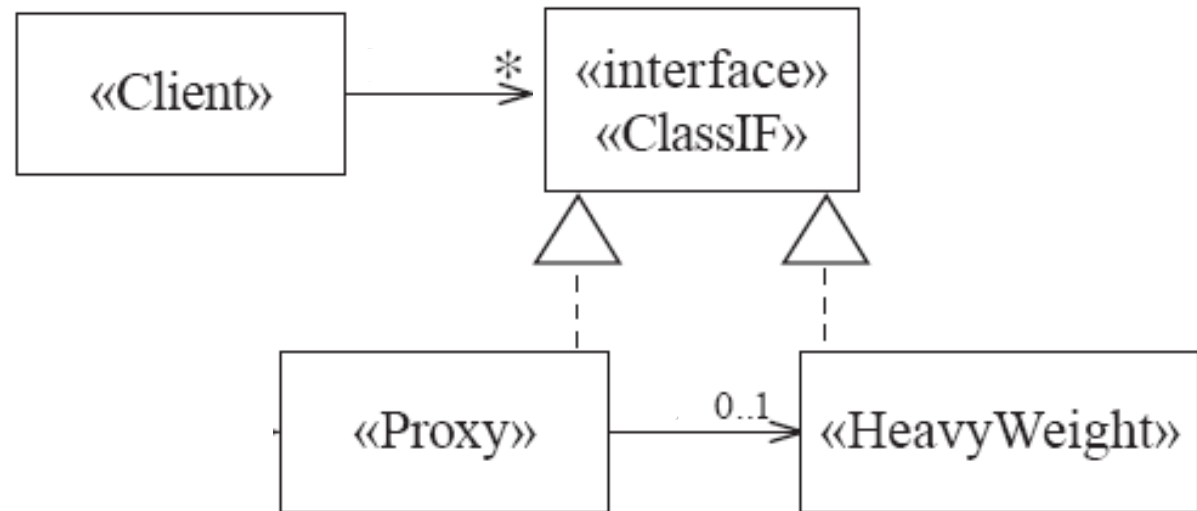 «Client»
*
«interface»
«ClassIF»
«Proxy»
0..1
«HeavyWeight»